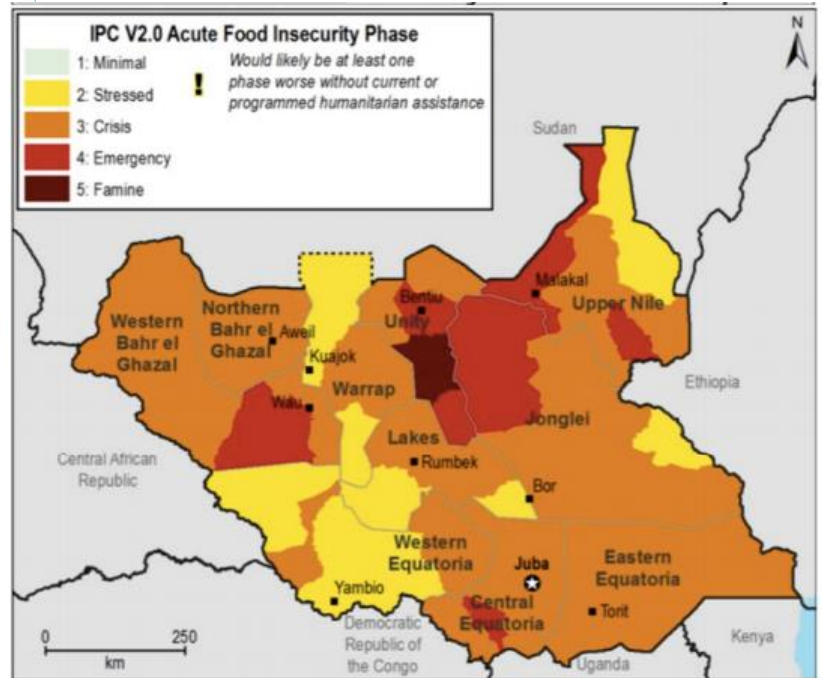 IPC V2.0 Acute Food Insecurity Phase
1: Minimal
2: Stressed
3: Crisis
4: Emergency
5: Famine
!
Would likely be at least one
phase worse without current or
programmed humanitarian assistance
N
Sudan
Malakal
Upper Nile
Bentiu
Unity
Northern
Bahr el
Ghazal
Aweil
Western
Bahr el
Ghazal
Kuajok
Warrap
Wau
Ethiopia
Jonglei
Lakes
Rumbek
Central African
Republic
Bor
Western
Equatoria
Juba
Eastern
Equatoria
Yambio
Central
Equatoria
Torit
Democratic
Republic of
the Congo
Uganda
Kenya
0 250
km